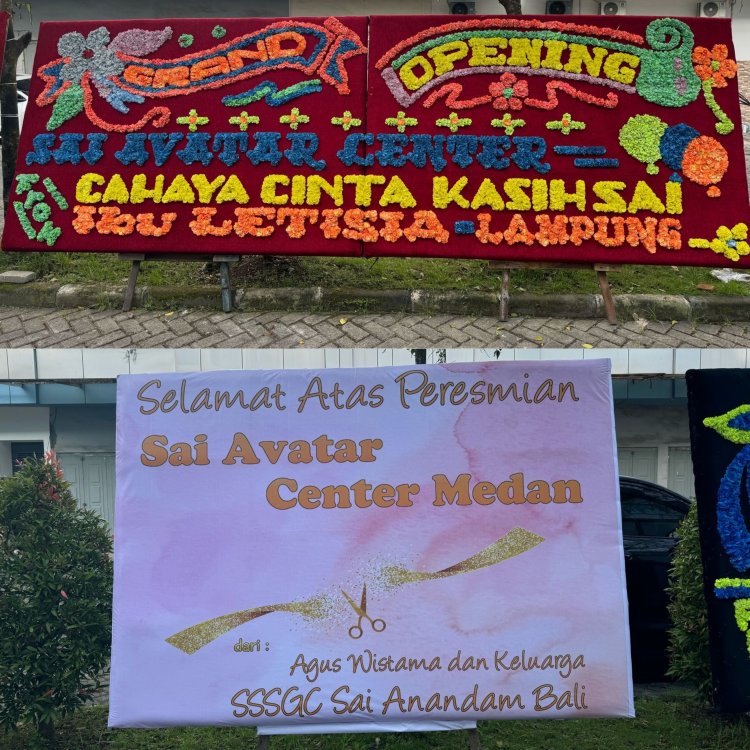 GRAND OPENING
SAI AVATAR CENTER
CAHAYA CINTA KASIH SAI
IBU LETISIA - LAMPUNG
Selamat Atas Peresmian
Sai Avatar
Center Medan
dari :
Agus Wistama dan Keluarga
SSSGC Sai Anandam Bali